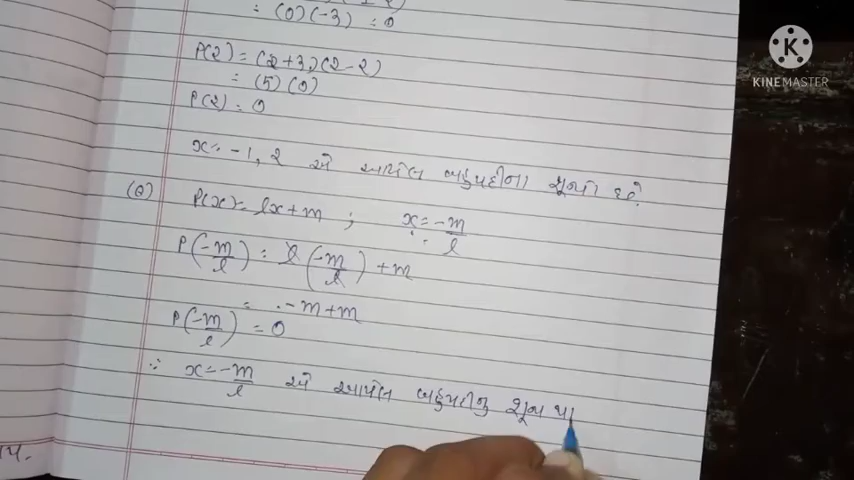 = (0)(-3) = 0
P(2) = (2+3)(2-2)
= (5)(0)
P(2) = 0
x = -1, 2 એ આપેલ બહુપદીના શૂન્યો છે.
(6) P(x) = lx+m ; x = -m/l
P(-m/l) = l(-m/l) + m
= -m+m
P(-m/l) = 0
∴ x = -m/l એ આપેલ બહુપદીનું શૂન્ય
KINEMASTER